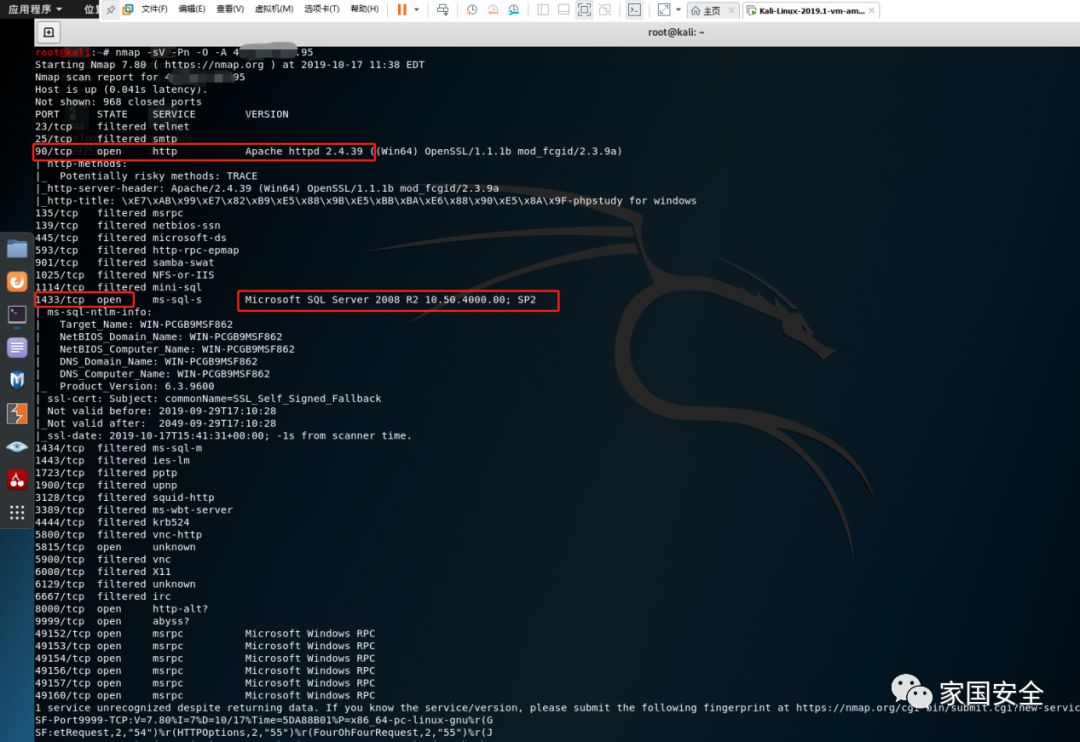 应用程序 位置 文件(F) 编辑(E) 查看(V) 虚拟机(M) 选项卡(T) 帮助(H) 主页 Kali-Linux-2019.1-vm-am...
root@kali: ~
root@kali:~# nmap -sV -Pn -O -A 4 .95
Starting Nmap 7.80 ( https://nmap.org ) at 2019-10-17 11:38 EDT
Nmap scan report for 4 95
Host is up (0.041s latency).
Not shown: 968 closed ports
PORT STATE SERVICE VERSION
23/tcp filtered telnet
25/tcp filtered smtp
90/tcp open http Apache httpd 2.4.39 ((Win64) OpenSSL/1.1.1b mod_fcgid/2.3.9a)
| http-methods:
|_ Potentially risky methods: TRACE
|_http-server-header: Apache/2.4.39 (Win64) OpenSSL/1.1.1b mod_fcgid/2.3.9a
|_http-title: \xE7\xAB\x99\xE7\x82\xB9\xE5\x88\x9B\xE5\xBB\xBA\xE6\x88\x90\xE5\x8A\x9F-phpstudy for windows
135/tcp filtered msrpc
139/tcp filtered netbios-ssn
445/tcp filtered microsoft-ds
593/tcp filtered http-rpc-epmap
901/tcp filtered samba-swat
1025/tcp filtered NFS-or-IIS
1114/tcp filtered mini-sql
1433/tcp open ms-sql-s Microsoft SQL Server 2008 R2 10.50.4000.00; SP2
| ms-sql-ntlm-info:
| Target_Name: WIN-PCGB9MSF862
| NetBIOS_Domain_Name: WIN-PCGB9MSF862
| NetBIOS_Computer_Name: WIN-PCGB9MSF862
| DNS_Domain_Name: WIN-PCGB9MSF862
| DNS_Computer_Name: WIN-PCGB9MSF862
|_ Product_Version: 6.3.9600
| ssl-cert: Subject: commonName=SSL_Self_Signed_Fallback
| Not valid before: 2019-09-29T17:10:28
|_Not valid after: 2049-09-29T17:10:28
|_ssl-date: 2019-10-17T15:41:31+00:00; -1s from scanner time.
1434/tcp filtered ms-sql-m
1443/tcp filtered ies-lm
1723/tcp filtered pptp
1900/tcp filtered upnp
3128/tcp filtered squid-http
3389/tcp filtered ms-wbt-server
4444/tcp filtered krb524
5800/tcp filtered vnc-http
5815/tcp open unknown
5900/tcp filtered vnc
6000/tcp filtered X11
6129/tcp filtered unknown
6667/tcp filtered irc
8000/tcp open http-alt?
9999/tcp open abyss?
49152/tcp open msrpc Microsoft Windows RPC
49153/tcp open msrpc Microsoft Windows RPC
49154/tcp open msrpc Microsoft Windows RPC
49156/tcp open msrpc Microsoft Windows RPC
49157/tcp open msrpc Microsoft Windows RPC
49160/tcp open msrpc Microsoft Windows RPC
1 service unrecognized despite returning data. If you know the service/version, please submit the following fingerprint at https://nmap.org/cgi-bin/submit.cgi?new-servic
SF-Port9999-TCP:V=7.80%I=7%D=10/17%Time=5DA88B01%P=x86_64-pc-linux-gnu%r(G
SF:etRequest,2,"54")%r(HTTPOptions,2,"55")%r(FourOhFourRequest,2,"55")%r(J
家国安全